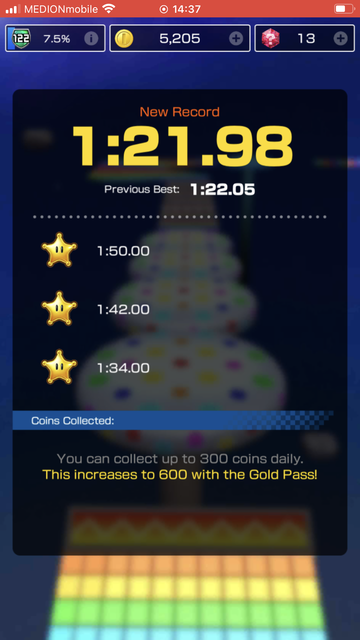 MEDIONmobile 14:37
122 7.5% i 5,205 + 13 +
New Record
1:21.98
Previous Best: 1:22.05
1:50.00
1:42.00
1:34.00
Coins Collected:
You can collect up to 300 coins daily.
This increases to 600 with the Gold Pass!